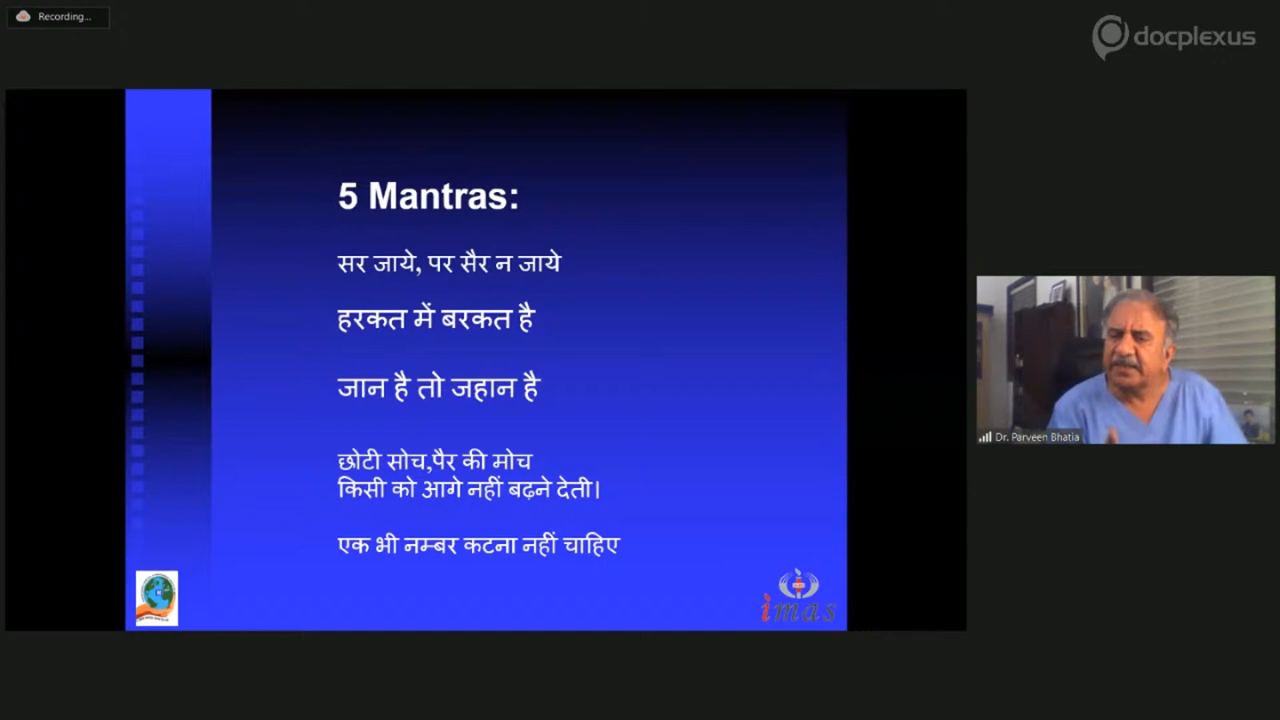 Recording...
docplexus
5 Mantras:
सर जाये, पर सैर न जाये
हरकत में बरकत है
जान है तो जहान है
छोटी सोच,पैर की मोच
किसी को आगे नहीं बढ़ने देती।
एक भी नम्बर कटना नहीं चाहिए
imas
Dr. Parveen Bhatia